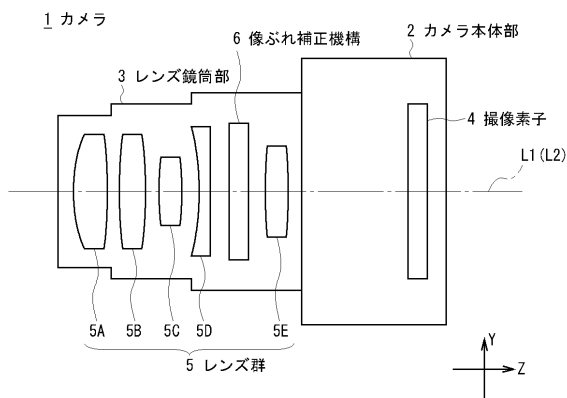 1 カメラ
2 カメラ本体部
6 像ぶれ補正機構
3 レンズ鏡筒部
4 撮像素子
L1(L2)
5A 5B 5C 5D 5E
5 レンズ群
Y
Z